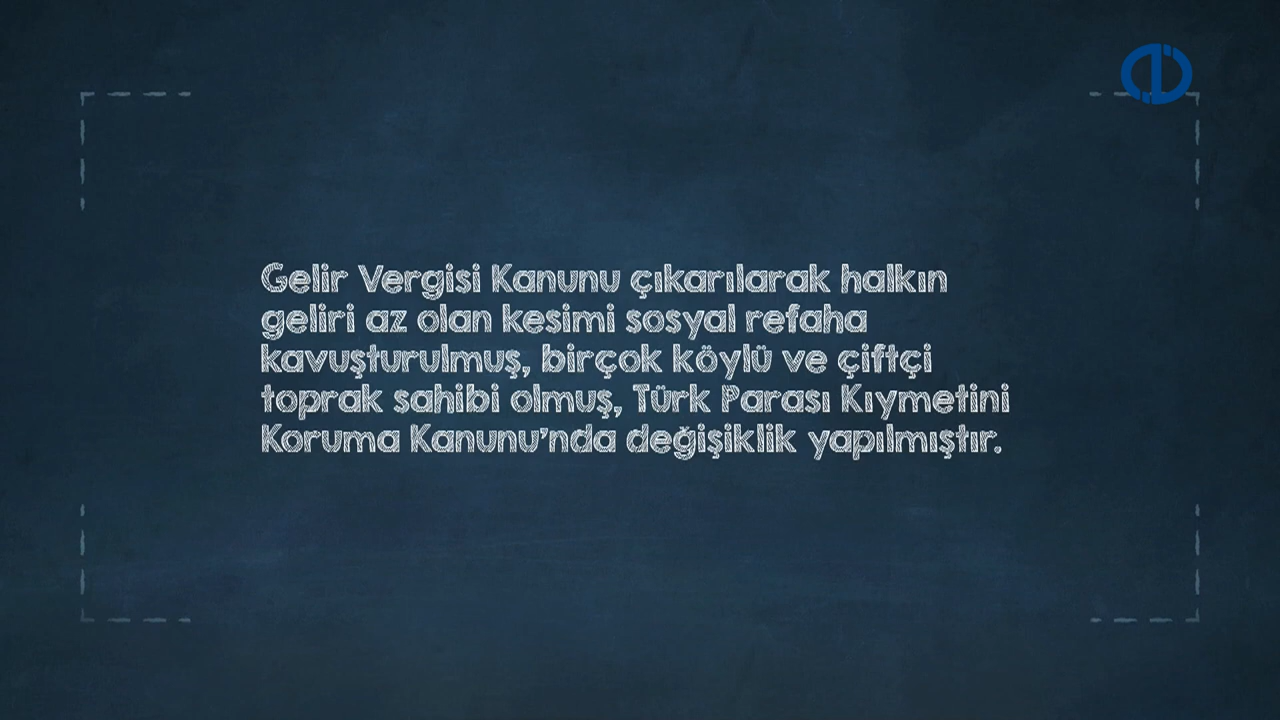 Gelir Vergisi Kanunu çıkarılarak halkın
geliri az olan kesimi sosyal refaha
kavuşturulmuş, birçok köylü ve çiftçi
toprak sahibi olmuş, Türk Parası Kıymetini
Koruma Kanunu'nda değişiklik yapılmıştır.